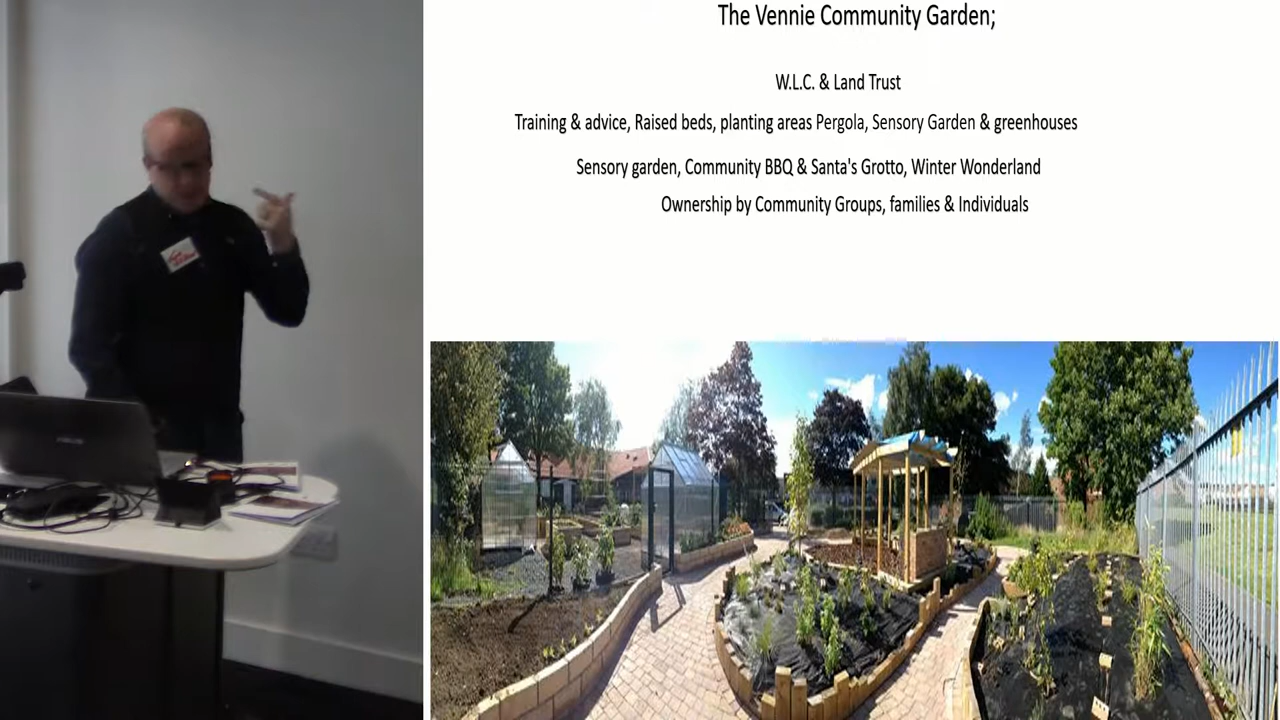 The Vennie Community Garden;
W.L.C. & Land Trust
Training & advice, Raised beds, planting areas Pergola, Sensory Garden & greenhouses
Sensory garden, Community BBQ & Santa's Grotto, Winter Wonderland
Ownership by Community Groups, families & Individuals